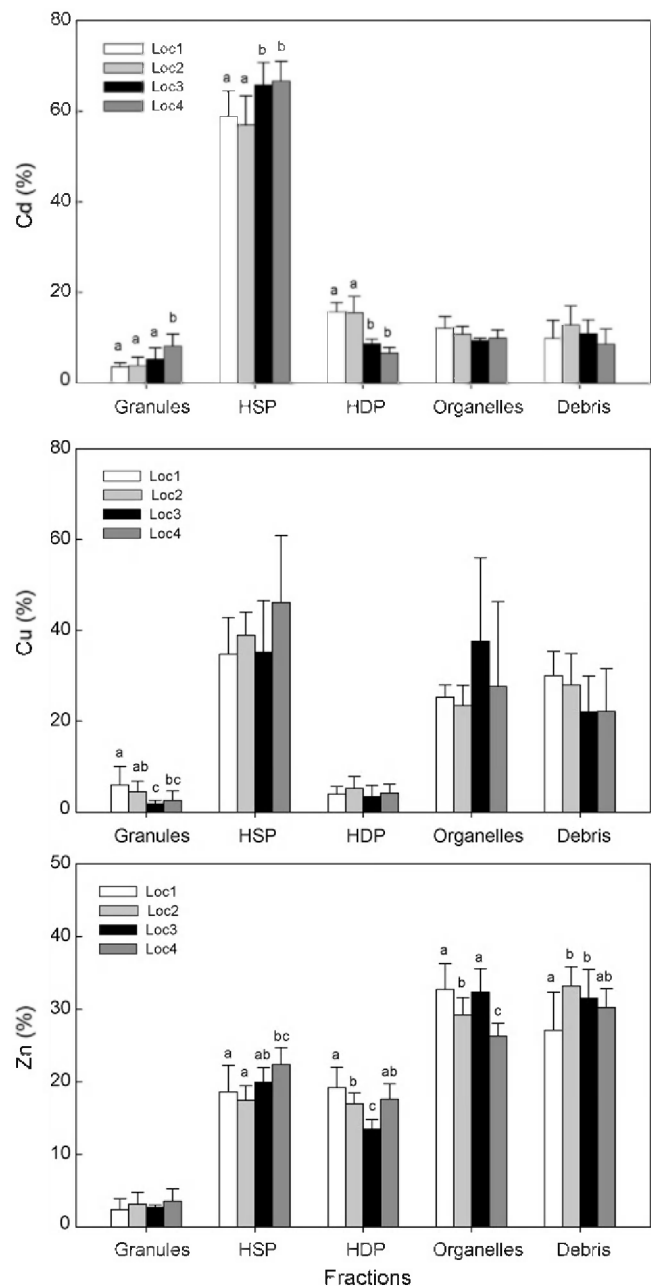 80
60
40
20
0
Cd (%)
Loc1
Loc2
Loc3
Loc4
a a b b
a a a b
a a b b
Granules HSP HDP Organelles Debris
80
60
40
20
0
Cu (%)
Loc1
Loc2
Loc3
Loc4
a ab c bc
Granules HSP HDP Organelles Debris
50
40
30
20
10
0
Zn (%)
Loc1
Loc2
Loc3
Loc4
a a ab bc
a b c ab
a b a c
a b b ab
Granules HSP HDP Organelles Debris
Fractions